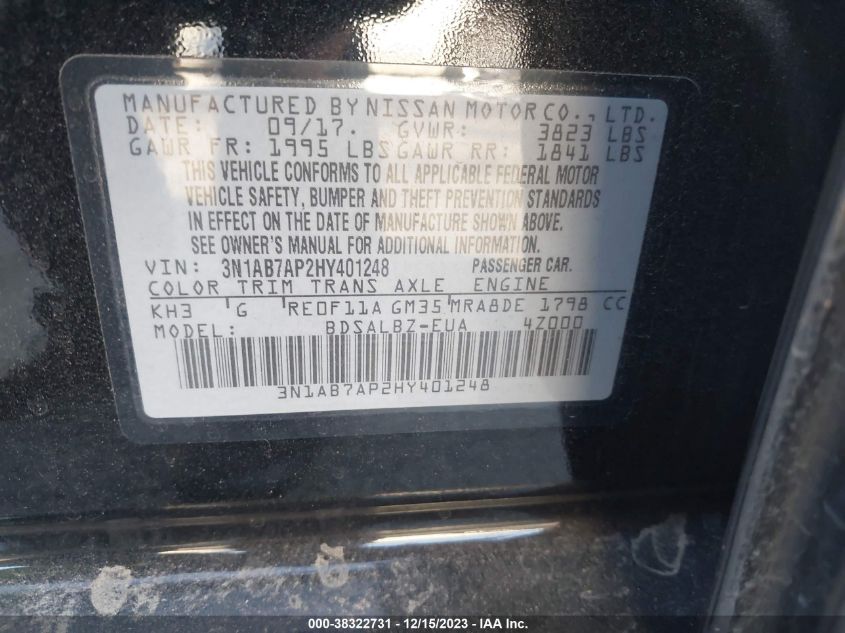 MANUFACTURED BY NISSAN MOTOR CO., LTD.
DATE: 09/17. GVWR: 3823 LBS
GAWR FR: 1995 LBS GAWR RR: 1841 LBS
THIS VEHICLE CONFORMS TO ALL APPLICABLE FEDERAL MOTOR
VEHICLE SAFETY, BUMPER AND THEFT PREVENTION STANDARDS
IN EFFECT ON THE DATE OF MANUFACTURE SHOWN ABOVE.
SEE OWNER'S MANUAL FOR ADDITIONAL INFORMATION.
VIN: 3N1AB7AP2HY401248 PASSENGER CAR.
COLOR TRIM TRANS AXLE ENGINE
KH3 G RE0F11A GM35 MRA8DE 1798 CC
MODEL: BDSALBZ-EUA 4Z000
3N1AB7AP2HY401248
000-38322731 - 12/15/2023 - IAA Inc.